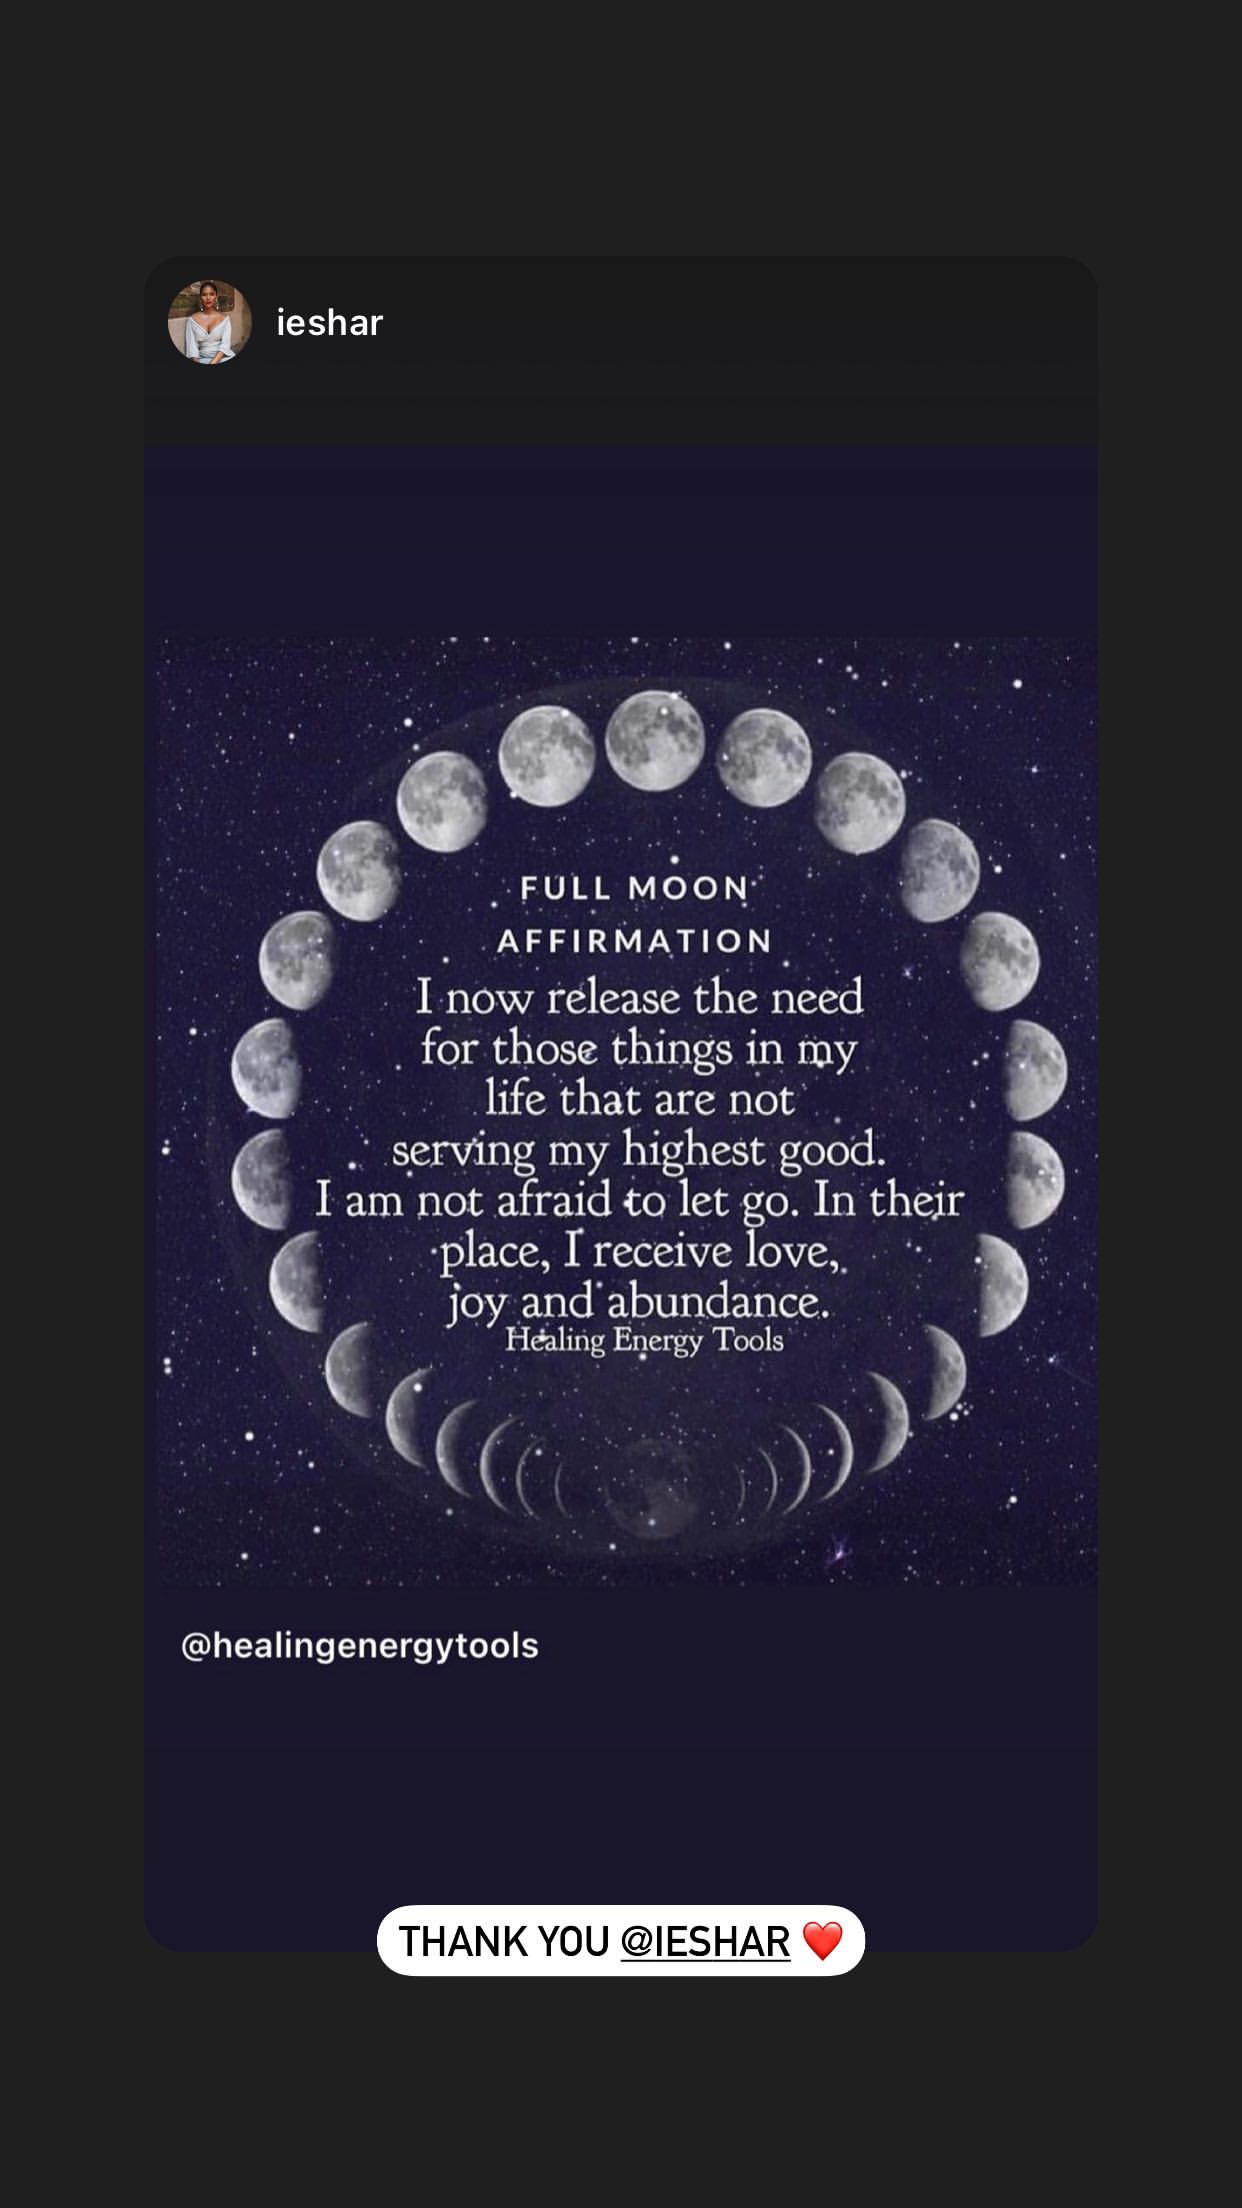 ieshar
FULL MOON
AFFIRMATION
I now release the need
for those things in my
life that are not
serving my highest good.
I am not afraid to let go. In their
place, I receive love,
joy and abundance.
Healing Energy Tools
@healingenergytools
THANK YOU @IESHAR ❤️